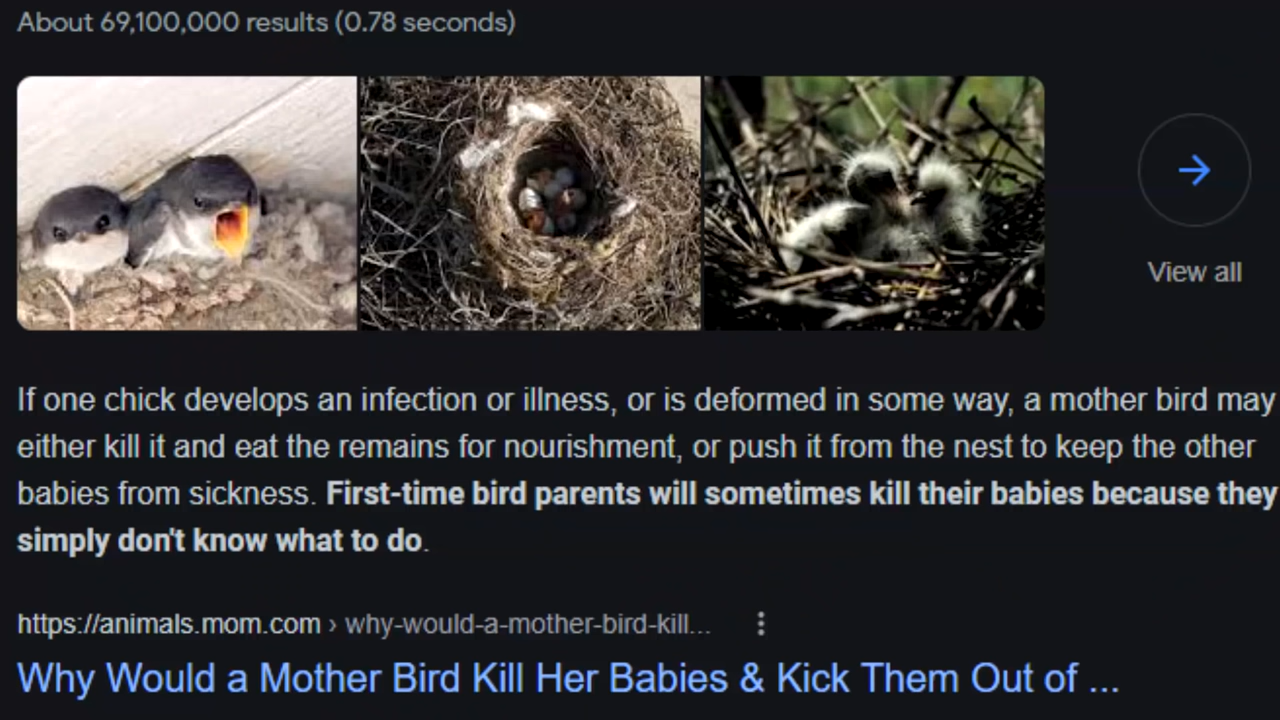 About 69,100,000 results (0.78 seconds)
View all
If one chick develops an infection or illness, or is deformed in some way, a mother bird may
either kill it and eat the remains for nourishment, or push it from the nest to keep the other
babies from sickness. First-time bird parents will sometimes kill their babies because they
simply don't know what to do.
https://animals.mom.com › why-would-a-mother-bird-kill...
Why Would a Mother Bird Kill Her Babies & Kick Them Out of ...